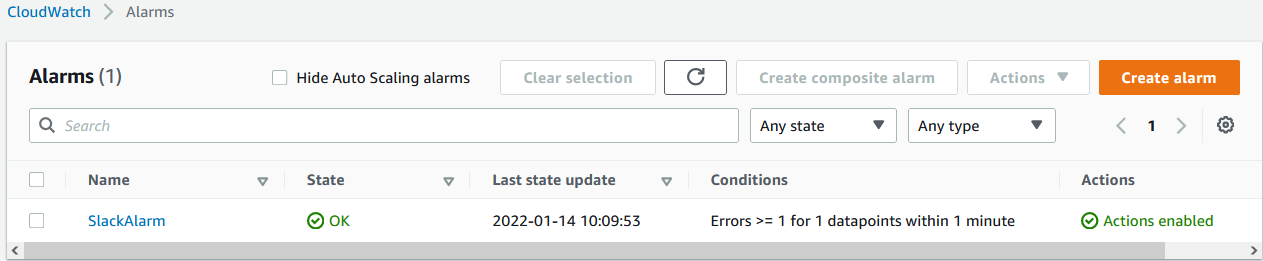 CloudWatch > Alarms
Alarms (1)
Hide Auto Scaling alarms
Clear selection
Create composite alarm
Actions
Create alarm
Search
Any state
Any type
1
Name State Last state update Conditions Actions
SlackAlarm OK 2022-01-14 10:09:53 Errors >= 1 for 1 datapoints within 1 minute Actions enabled